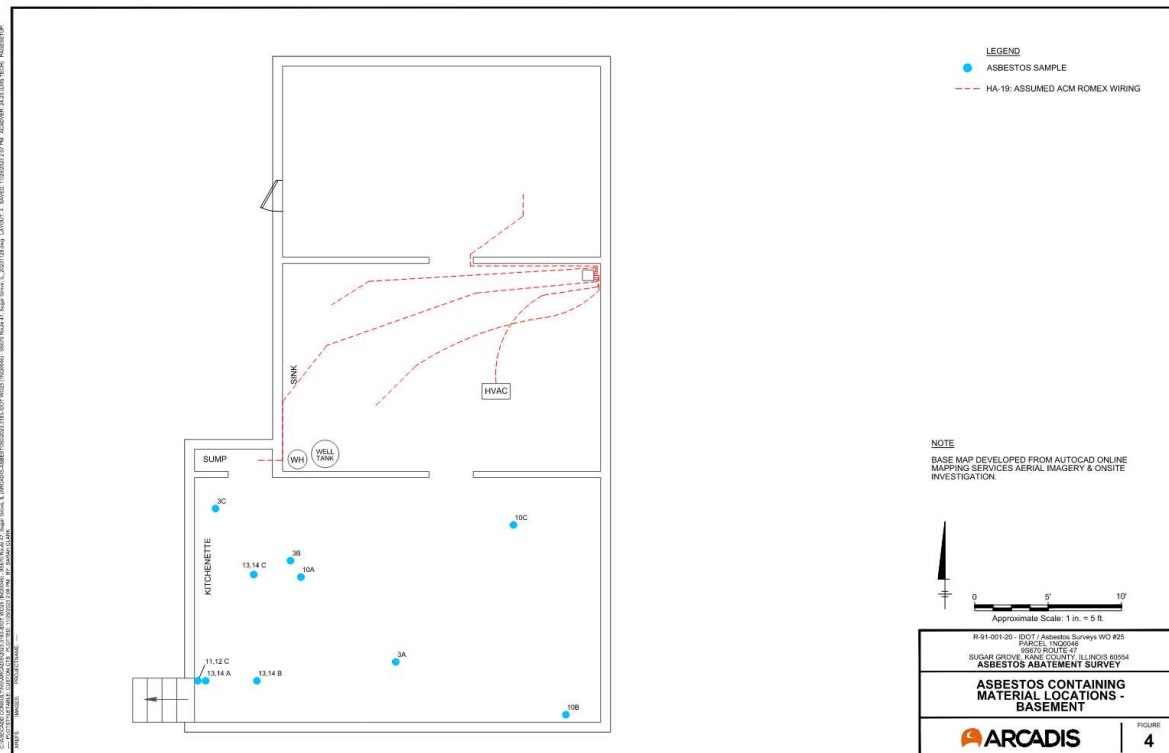 LEGEND
ASBESTOS SAMPLE
HA-19: ASSUMED ACM ROMEX WIRING
SINK
HVAC
SUMP
WH
WELL
TANK
3C
10C
KITCHENETTE
3B
13,14 C
10A
3A
11,12 C
13,14 A
13,14 B
10B
NOTE
BASE MAP DEVELOPED FROM AUTOCAD ONLINE
MAPPING SERVICES AERIAL IMAGERY & ONSITE
INVESTIGATION.
0 5' 10'
Approximate Scale: 1 in. = 5 ft.
R-91-001-20 - IDOT / Asbestos Surveys WO #25
PARCEL 1NQ0046
9S670 ROUTE 47
SUGAR GROVE, KANE COUNTY, ILLINOIS 60554
ASBESTOS ABATEMENT SURVEY
ASBESTOS CONTAINING
MATERIAL LOCATIONS -
BASEMENT
ARCADIS
FIGURE
4